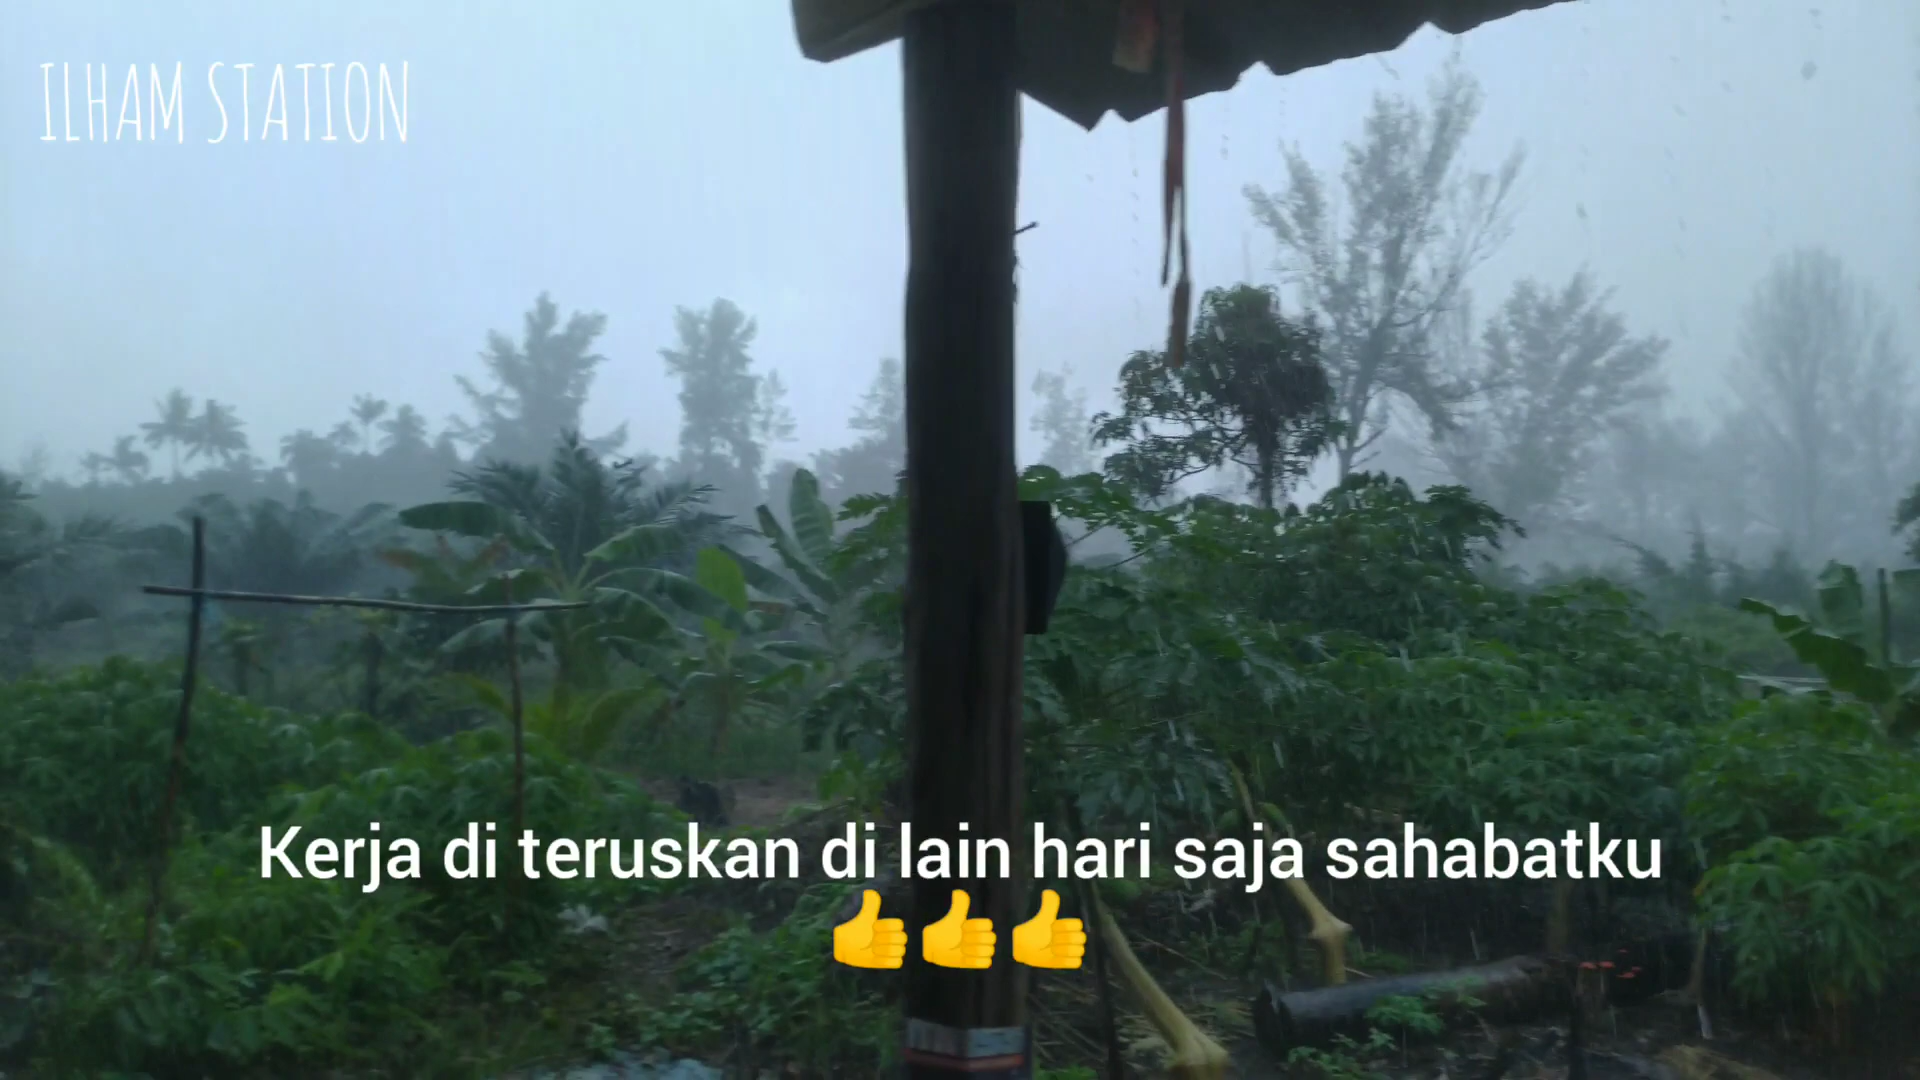 ILHAM STATION
Kerja di teruskan di lain hari saja sahabatku
👍👍👍